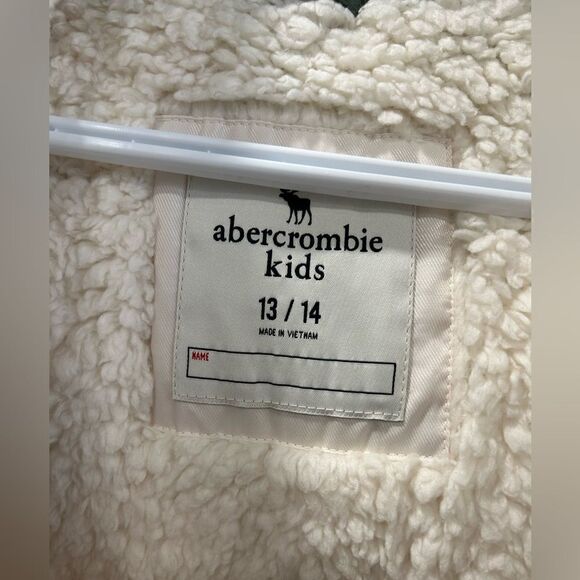 abercrombie
kids
13 / 14
MADE IN VIETNAM
NAME